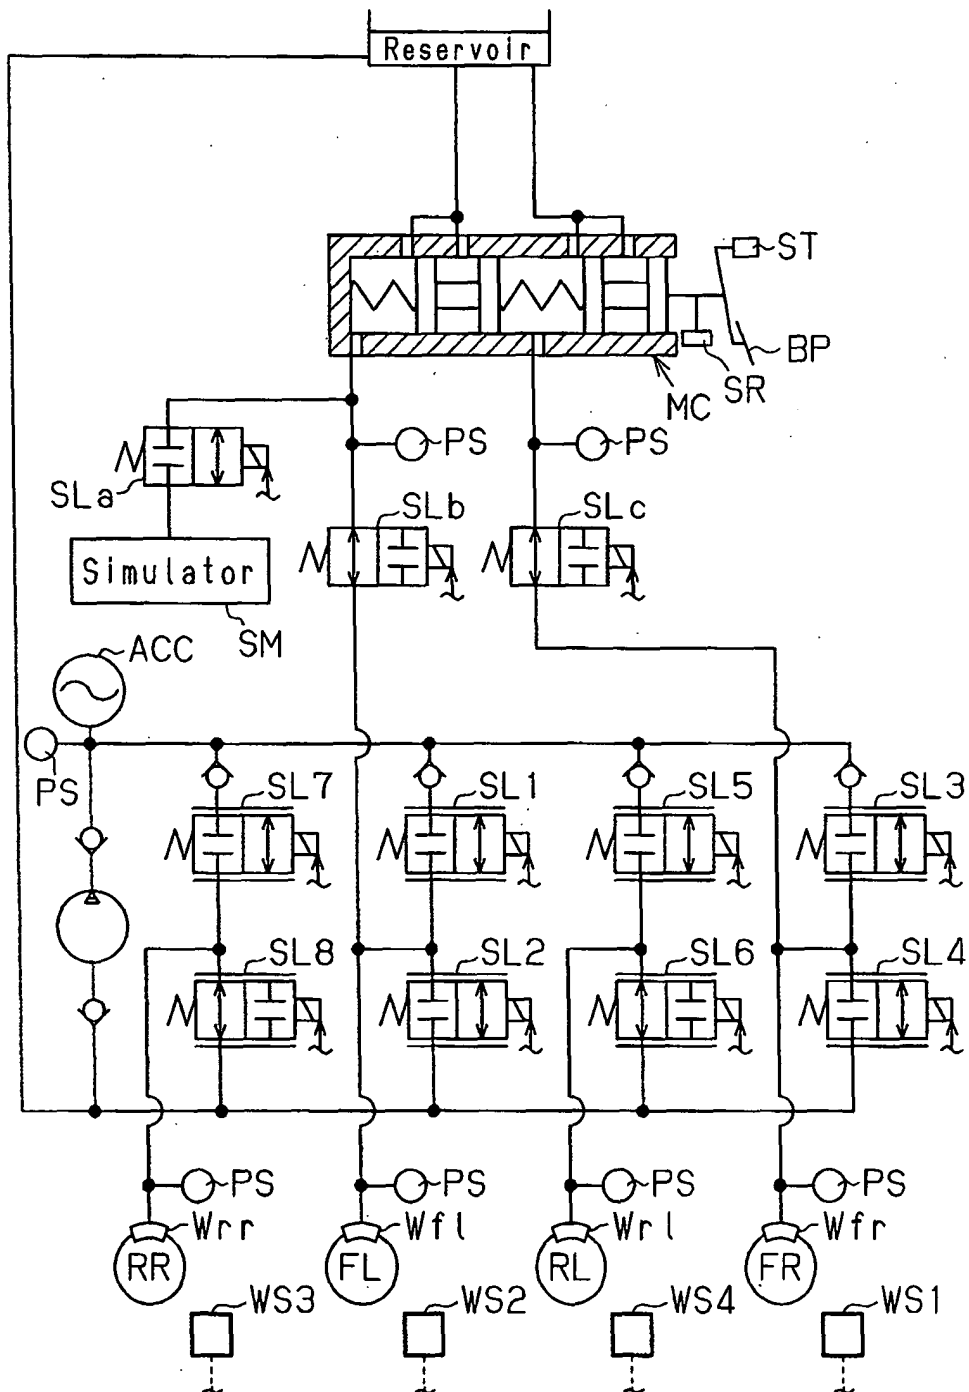 Reservoir
ST
BP
SR
MC
PS
PS
SLa
SLb
SLc
Simulator
SM
ACC
PS
SL7
SL1
SL5
SL3
SL8
SL2
SL6
SL4
PS
PS
PS
PS
Wrr
Wfl
Wrl
Wfr
RR
FL
RL
FR
WS3
WS2
WS4
WS1